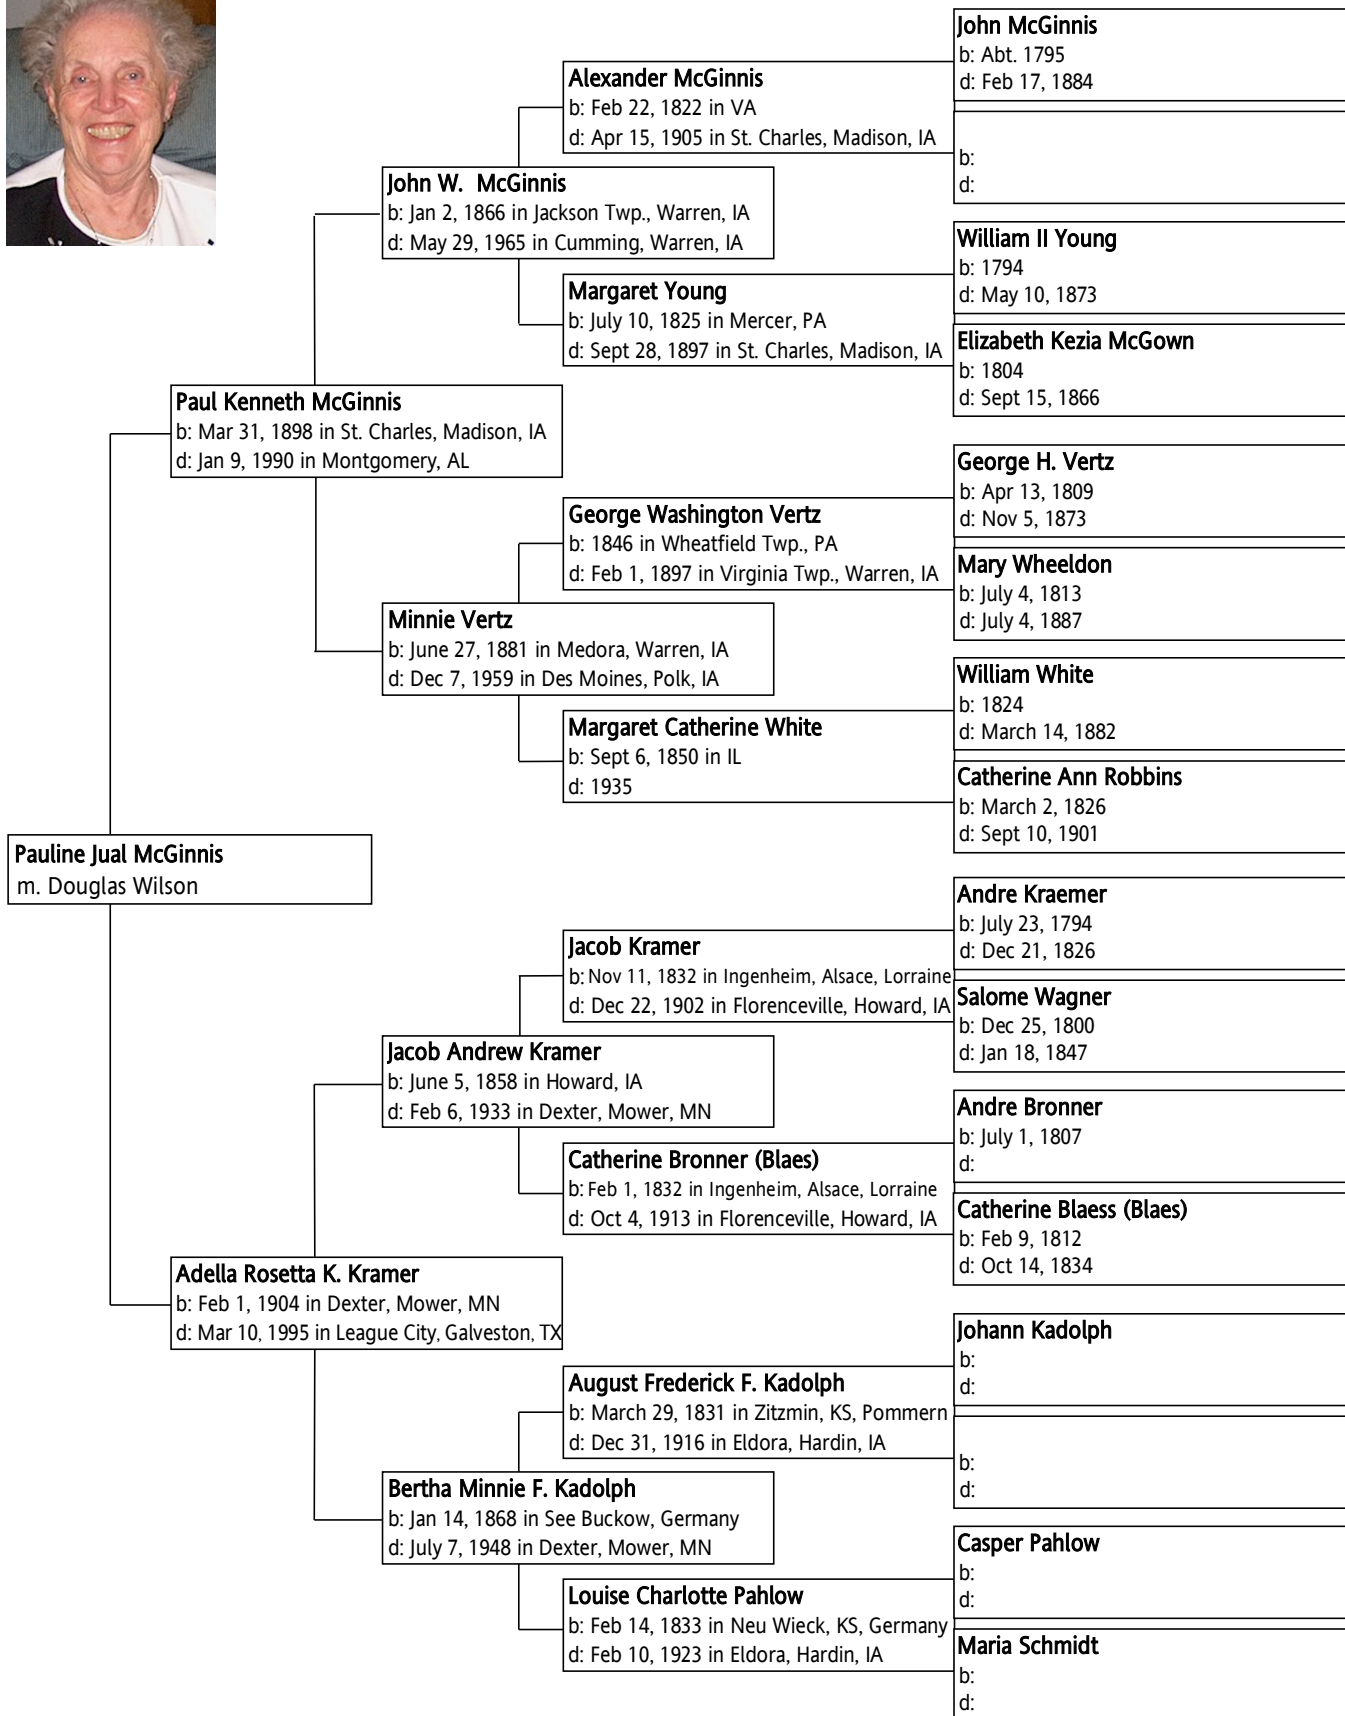 John McGinnis
b: Abt. 1795
d: Feb 17, 1884
Alexander McGinnis
b: Feb 22, 1822 in VA
d: Apr 15, 1905 in St. Charles, Madison, IA
b:
d:
John W. McGinnis
b: Jan 2, 1866 in Jackson Twp., Warren, IA
d: May 29, 1965 in Cumming, Warren, IA
William II Young
b: 1794
d: May 10, 1873
Margaret Young
b: July 10, 1825 in Mercer, PA
d: Sept 28, 1897 in St. Charles, Madison, IA
Elizabeth Kezia McGown
b: 1804
d: Sept 15, 1866
Paul Kenneth McGinnis
b: Mar 31, 1898 in St. Charles, Madison, IA
d: Jan 9, 1990 in Montgomery, AL
George H. Vertz
b: Apr 13, 1809
d: Nov 5, 1873
George Washington Vertz
b: 1846 in Wheatfield Twp., PA
d: Feb 1, 1897 in Virginia Twp., Warren, IA
Mary Wheeldon
b: July 4, 1813
d: July 4, 1887
Minnie Vertz
b: June 27, 1881 in Medora, Warren, IA
d: Dec 7, 1959 in Des Moines, Polk, IA
William White
b: 1824
d: March 14, 1882
Margaret Catherine White
b: Sept 6, 1850 in IL
d: 1935
Catherine Ann Robbins
b: March 2, 1826
d: Sept 10, 1901
Pauline Jual McGinnis
m. Douglas Wilson
Andre Kraemer
b: July 23, 1794
d: Dec 21, 1826
Jacob Kramer
b: Nov 11, 1832 in Ingenheim, Alsace, Lorraine
d: Dec 22, 1902 in Florenceville, Howard, IA
Salome Wagner
b: Dec 25, 1800
d: Jan 18, 1847
Jacob Andrew Kramer
b: June 5, 1858 in Howard, IA
d: Feb 6, 1933 in Dexter, Mower, MN
Andre Bronner
b: July 1, 1807
d:
Catherine Bronner (Blaes)
b: Feb 1, 1832 in Ingenheim, Alsace, Lorraine
d: Oct 4, 1913 in Florenceville, Howard, IA
Catherine Blaess (Blaes)
b: Feb 9, 1812
d: Oct 14, 1834
Adella Rosetta K. Kramer
b: Feb 1, 1904 in Dexter, Mower, MN
d: Mar 10, 1995 in League City, Galveston, TX
Johann Kadolph
b:
d:
August Frederick F. Kadolph
b: March 29, 1831 in Zitzmin, KS, Pommern
d: Dec 31, 1916 in Eldora, Hardin, IA
b:
d:
Bertha Minnie F. Kadolph
b: Jan 14, 1868 in See Buckow, Germany
d: July 7, 1948 in Dexter, Mower, MN
Casper Pahlow
b:
d:
Louise Charlotte Pahlow
b: Feb 14, 1833 in Neu Wieck, KS, Germany
d: Feb 10, 1923 in Eldora, Hardin, IA
Maria Schmidt
b:
d: